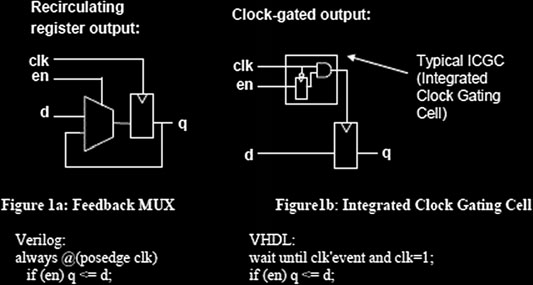 Recirculating
register output:
clk
en
d
q
Figure 1a: Feedback MUX
Verilog:
always @(posedge clk)
if (en) q <= d;
Clock-gated output:
clk
en
Typical ICGC
(Integrated
Clock Gating
Cell)
d
q
Figure1b: Integrated Clock Gating Cell
VHDL:
wait until clk'event and clk=1;
if (en) q <= d;